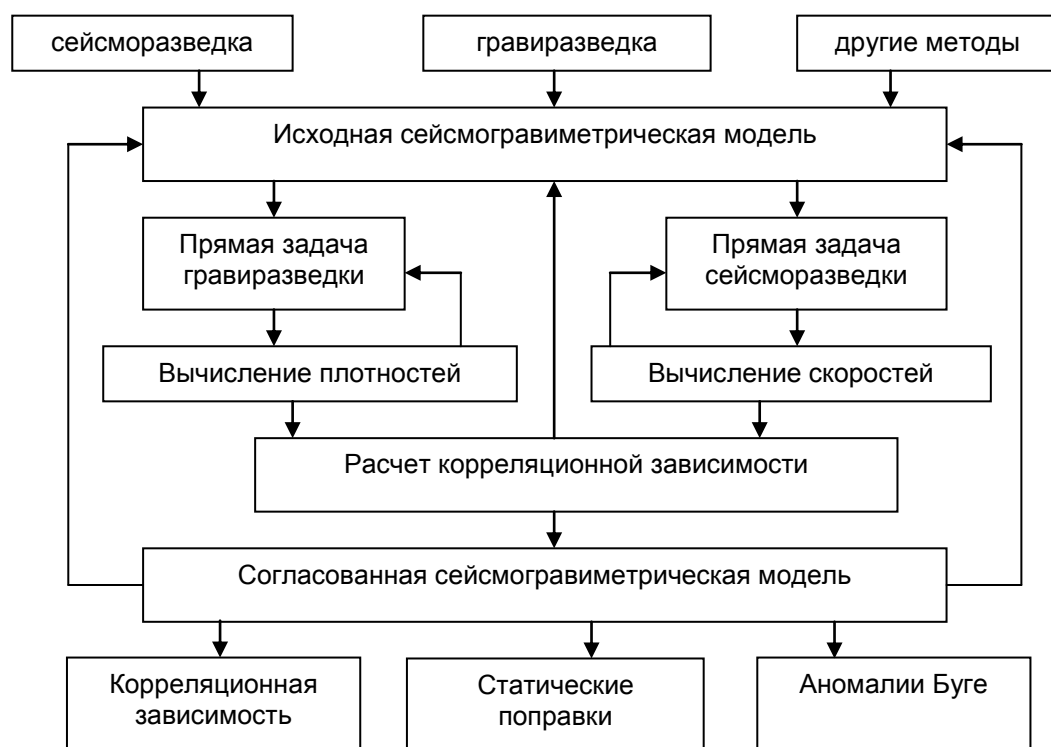 сейсморазведка
гравиразведка
другие методы
Исходная сейсмогравиметрическая модель
Прямая задача
гравиразведки
Прямая задача
сейсморазведки
Вычисление плотностей
Вычисление скоростей
Расчет корреляционной зависимости
Согласованная сейсмогравиметрическая модель
Корреляционная
зависимость
Статические
поправки
Аномалии Буге